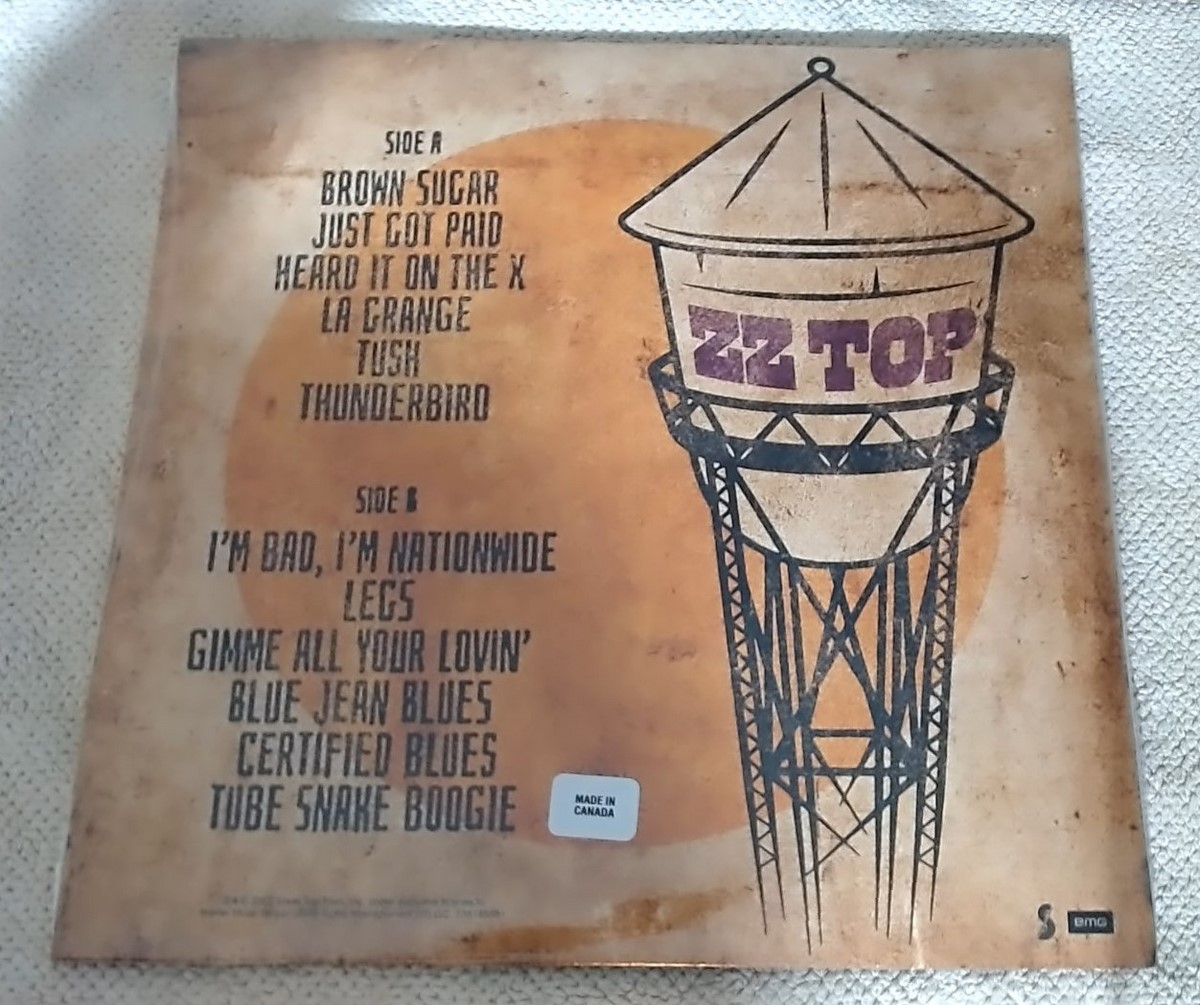 SIDE A
BROWN SUGAR
JUST GOT PAID
HEARD IT ON THE X
LA GRANGE
TUSH
THUNDERBIRD
ZZ TOP
SIDE B
I'M BAD, I'M NATIONWIDE
LEGS
GIMME ALL YOUR LOVIN'
BLUE JEAN BLUES
CERTIFIED BLUES
TUBE SNAKE BOOGIE
MADE IN
CANADA
S
emg